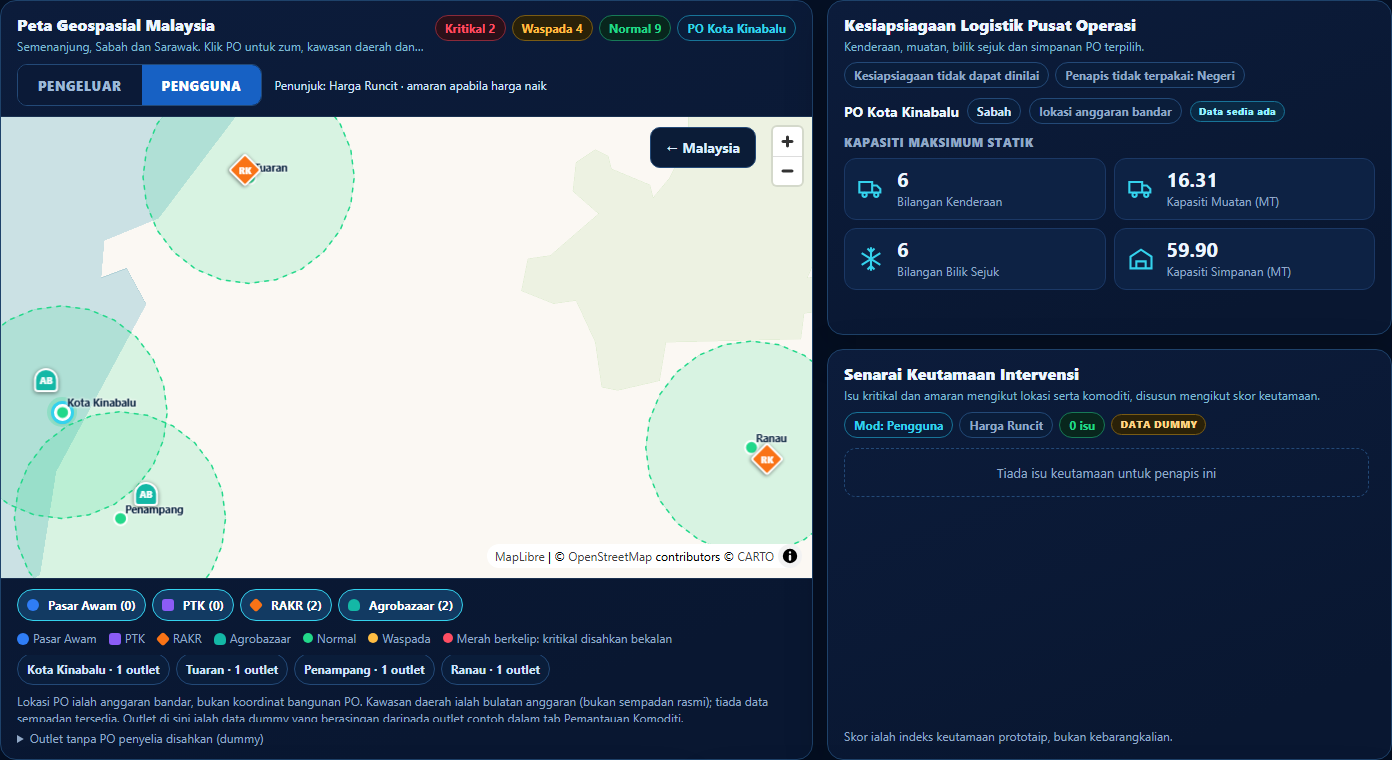 Peta Geospasial Malaysia
Semenanjung, Sabah dan Sarawak. Klik PO untuk zum, kawasan daerah dan...
Kritikal 2
Waspada 4
Normal 9
PO Kota Kinabalu
PENGELUAR
PENGGUNA
Penunjuk: Harga Runcit · amaran apabila harga naik
← Malaysia
+
−
RK
Tuaran
AB
Kota Kinabalu
AB
Penampang
Ranau
RK
MapLibre | © OpenStreetMap contributors © CARTO
Pasar Awam (0)
PTK (0)
RAKR (2)
Agrobazaar (2)
Pasar Awam
PTK
RAKR
Agrobazaar
Normal
Waspada
Merah berkelip: kritikal disahkan bekalan
Kota Kinabalu · 1 outlet
Tuaran · 1 outlet
Penampang · 1 outlet
Ranau · 1 outlet
Lokasi PO ialah anggaran bandar, bukan koordinat bangunan PO. Kawasan daerah ialah bulatan anggaran (bukan sempadan rasmi); tiada data
sempadan tersedia. Outlet di sini ialah data dummy yang berasingan daripada outlet contoh dalam tab Pemantauan Komoditi.
▶ Outlet tanpa PO penyelia disahkan (dummy)
Kesiapsiagaan Logistik Pusat Operasi
Kenderaan, muatan, bilik sejuk dan simpanan PO terpilih.
Kesiapsiagaan tidak dapat dinilai
Penapis tidak terpakai: Negeri
PO Kota Kinabalu
Sabah
lokasi anggaran bandar
Data sedia ada
KAPASITI MAKSIMUM STATIK
6
Bilangan Kenderaan
16.31
Kapasiti Muatan (MT)
6
Bilangan Bilik Sejuk
59.90
Kapasiti Simpanan (MT)
Senarai Keutamaan Intervensi
Isu kritikal dan amaran mengikut lokasi serta komoditi, disusun mengikut skor keutamaan.
Mod: Pengguna
Harga Runcit
0 isu
DATA DUMMY
Tiada isu keutamaan untuk penapis ini
Skor ialah indeks keutamaan prototaip, bukan kebarangkalian.